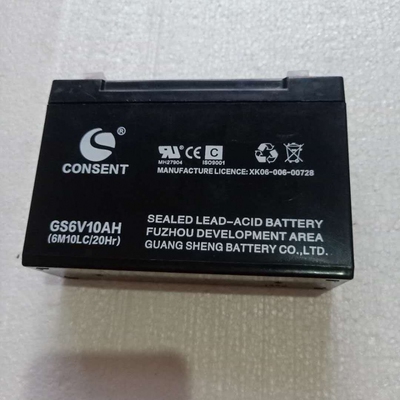 ®
CONSENT
GS6V10AH
(6M10LC/20Hr)
MH27904
CE
C
ISO9001
MANUFACTURE LICENCE: XK06-006-00728
SEALED LEAD-ACID BATTERY
FUZHOU DEVELOPMENT AREA
GUANG SHENG BATTERY CO.,LTD.